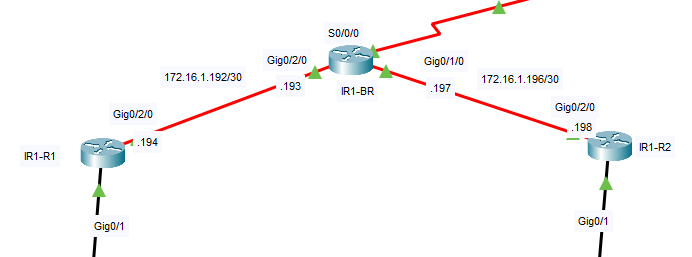 S0/0/0
Gig0/2/0
Gig0/1/0
172.16.1.192/30
172.16.1.196/30
.193
.197
IR1-BR
Gig0/2/0
Gig0/2/0
.194
.198
IR1-R1
IR1-R2
Gig0/1
Gig0/1